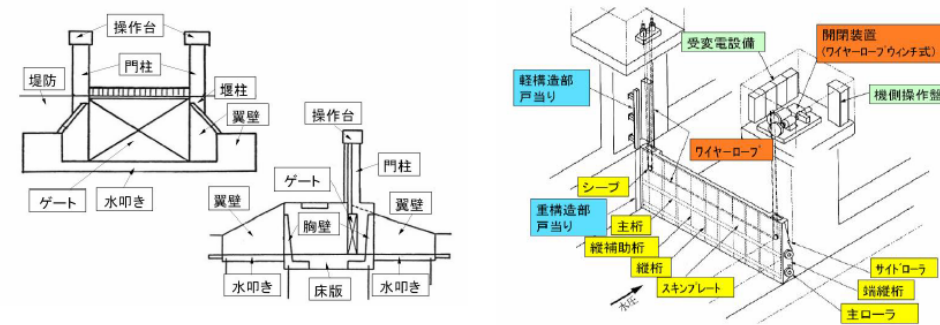 操作台
門柱
堤防
堰柱
翼壁
ゲート
水叩き
操作台
門柱
ゲート
翼壁
胸壁
翼壁
水叩き
床版
水叩き
受変電設備
開閉装置
(ワイヤーロープウィンチ式)
機側操作盤
軽構造部
戸当り
ワイヤーロープ
シーブ
重構造部
戸当り
主桁
縦補助桁
縦桁
スキンプレート
水圧
サイドローラ
端縦桁
主ローラ